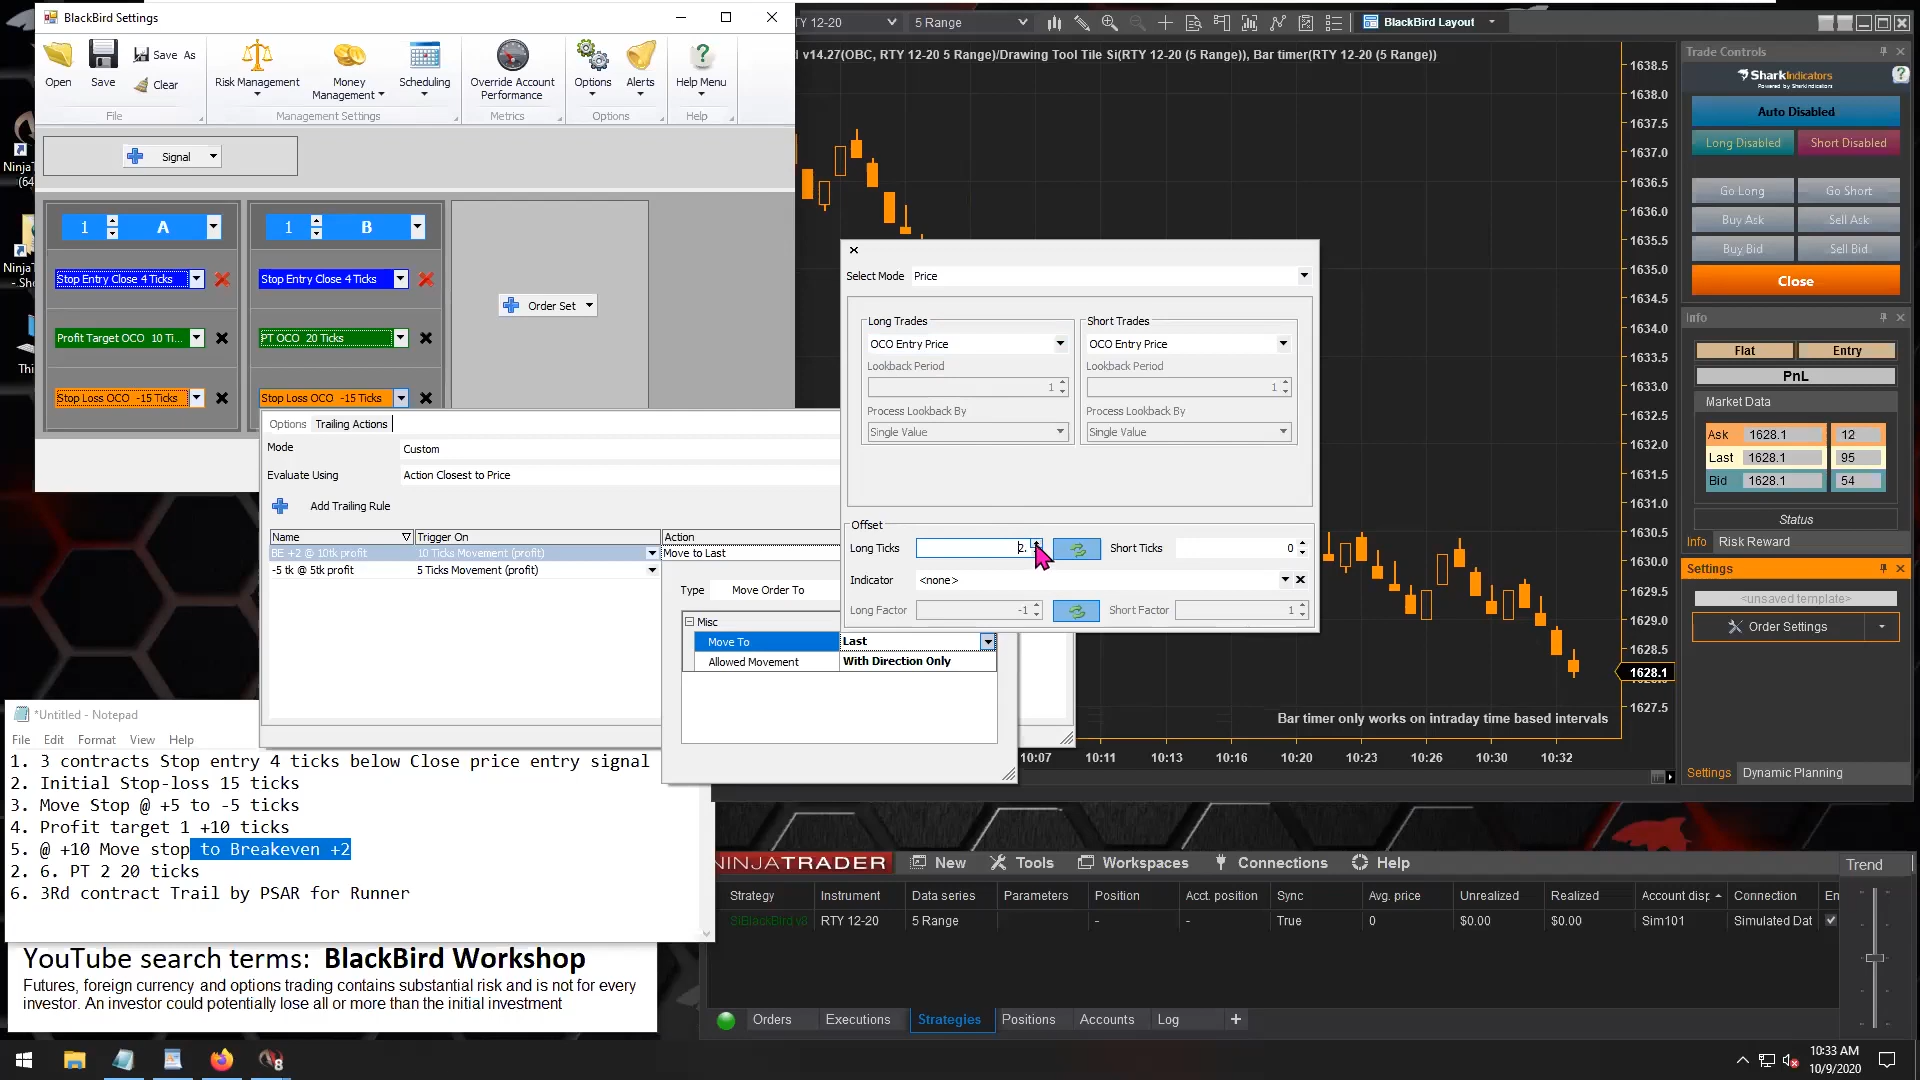 BlackBird Settings
Open
Save
Save As
Clear
Risk Management
Money Management
Scheduling
Override Account Performance
Options
Alerts
Help Menu
File
Management Settings
Metrics
Options
Help
Signal
1 A
1 B
Stop Entry Close 4 Ticks
Stop Entry Close 4 Ticks
Order Set
Profit Target OCO 10 Ti...
PT OCO 20 Ticks
Stop Loss OCO -15 Ticks
Stop Loss OCO -15 Ticks
Options
Trailing Actions
Mode
Custom
Evaluate Using
Action Closest to Price
Add Trailing Rule
Name
Trigger On
Action
BE +2 @ 10tk profit
10 Ticks Movement (profit)
Move to Last
-5 tk @ 5tk profit
5 Ticks Movement (profit)
Type
Move Order To
Misc
Move To
Last
Allowed Movement
With Direction Only
Select Mode
Price
Long Trades
Short Trades
OCO Entry Price
OCO Entry Price
Lookback Period
Lookback Period
1
1
Process Lookback By
Process Lookback By
Single Value
Single Value
Offset
Long Ticks
2.
Short Ticks
0
Indicator
<none>
Long Factor
-1
Short Factor
1
TY 12-20
5 Range
BlackBird Layout
l v14.27(OBC, RTY 12-20 5 Range)/Drawing Tool Tile Si(RTY 12-20 (5 Range)), Bar timer(RTY 12-20 (5 Range))
1638.5
1638.0
1637.5
1637.0
1636.5
1636.0
1635.5
1635.0
1634.5
1634.0
1633.5
1633.0
1632.5
1632.0
1631.5
1631.0
1630.5
1630.0
1629.5
1629.0
1628.5
1628.1
1627.5
Bar timer only works on intraday time based intervals
10:07
10:11
10:13
10:17
10:20
10:23
10:27
10:30
10:32
Trade Controls
SharkIndicators
Powered by SharkIndicators
Auto Disabled
Long Disabled
Short Disabled
Go Long
Go Short
Buy Ask
Sell Ask
Buy Bid
Sell Bid
Close
Info
Flat
Entry
PnL
Market Data
Ask 1628.1 12
Last 1628.1 95
Bid 1628.1 54
Status
Info
Risk Reward
Settings
<unsaved template>
Order Settings
Settings
Dynamic Planning
*Untitled - Notepad
File Edit Format View Help
1. 3 contracts Stop entry 4 ticks below Close price entry signal
2. Initial Stop-loss 15 ticks
3. Move Stop @ +5 to -5 ticks
4. Profit target 1 +10 ticks
5. @ +10 Move stop to Breakeven +2
2. 6. PT 2 20 ticks
6. 3Rd contract Trail by PSAR for Runner
YouTube search terms: BlackBird Workshop
Futures, foreign currency and options trading contains substantial risk and is not for every
investor. An investor could potentially lose all or more than the initial investment
NINJATRADER
New
Tools
Workspaces
Connections
Help
Trend
Strategy
Instrument
Data series
Parameters
Position
Acct. position
Sync
Avg. price
Unrealized
Realized
Account disp
Connection
En
SiBlackBird v8
RTY 12-20
5 Range
-
-
True
0
$0.00
$0.00
Sim101
Simulated Dat
Orders
Executions
Strategies
Positions
Accounts
Log
+
NinjaT
(64
NinjaT
- Sh
Thi
10:33 AM
10/9/2020